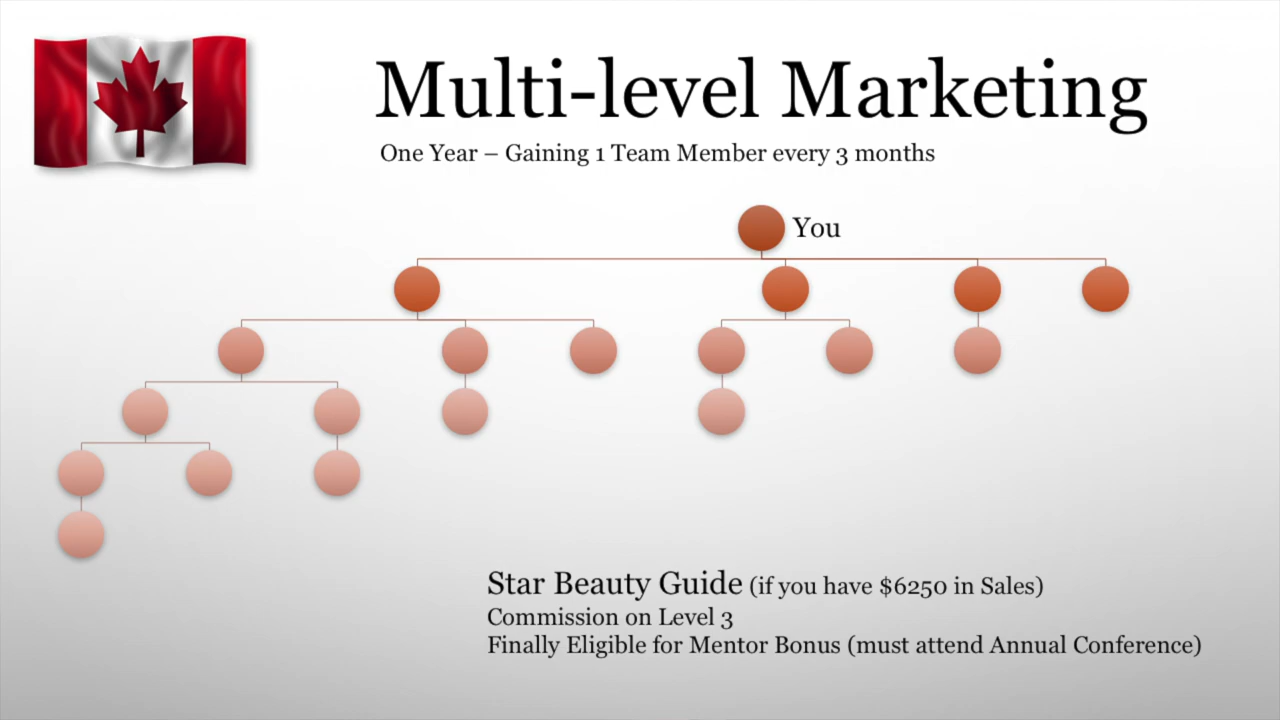 Multi-level Marketing
One Year – Gaining 1 Team Member every 3 months
You
Star Beauty Guide (if you have $6250 in Sales)
Commission on Level 3
Finally Eligible for Mentor Bonus (must attend Annual Conference)